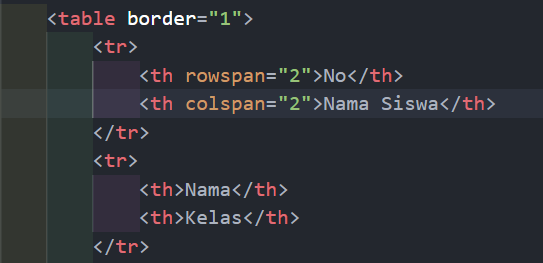 <table border="1">
<tr>
<th rowspan="2">No</th>
<th colspan="2">Nama Siswa</th>
</tr>
<tr>
<th>Nama</th>
<th>Kelas</th>
</tr>